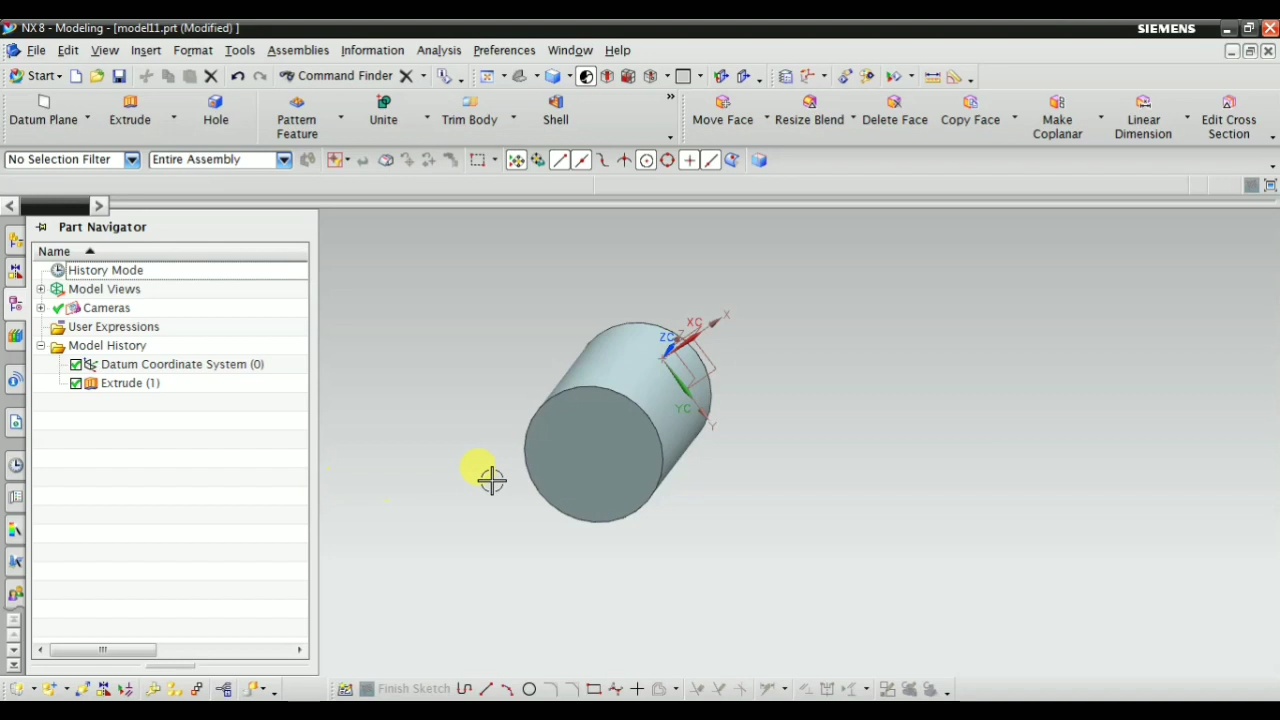 NX 8 - Modeling - [model11.prt (Modified) ]
SIEMENS
File Edit View Insert Format Tools Assemblies Information Analysis Preferences Window Help
Start Command Finder
Datum Plane Extrude Hole Pattern Feature Unite Trim Body Shell Move Face Resize Blend Delete Face Copy Face Make Coplanar Linear Dimension Edit Cross Section
No Selection Filter Entire Assembly
Part Navigator
Name
History Mode
Model Views
Cameras
User Expressions
Model History
Datum Coordinate System (0)
Extrude (1)
XC X
ZC Z
YC Y
Finish Sketch